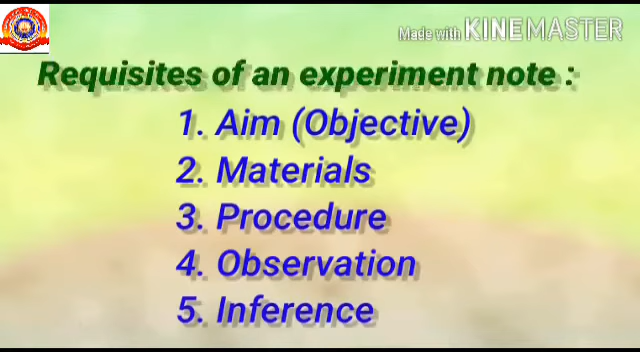 Made with KINEMASTER
Requisites of an experiment note :
1. Aim (Objective)
2. Materials
3. Procedure
4. Observation
5. Inference